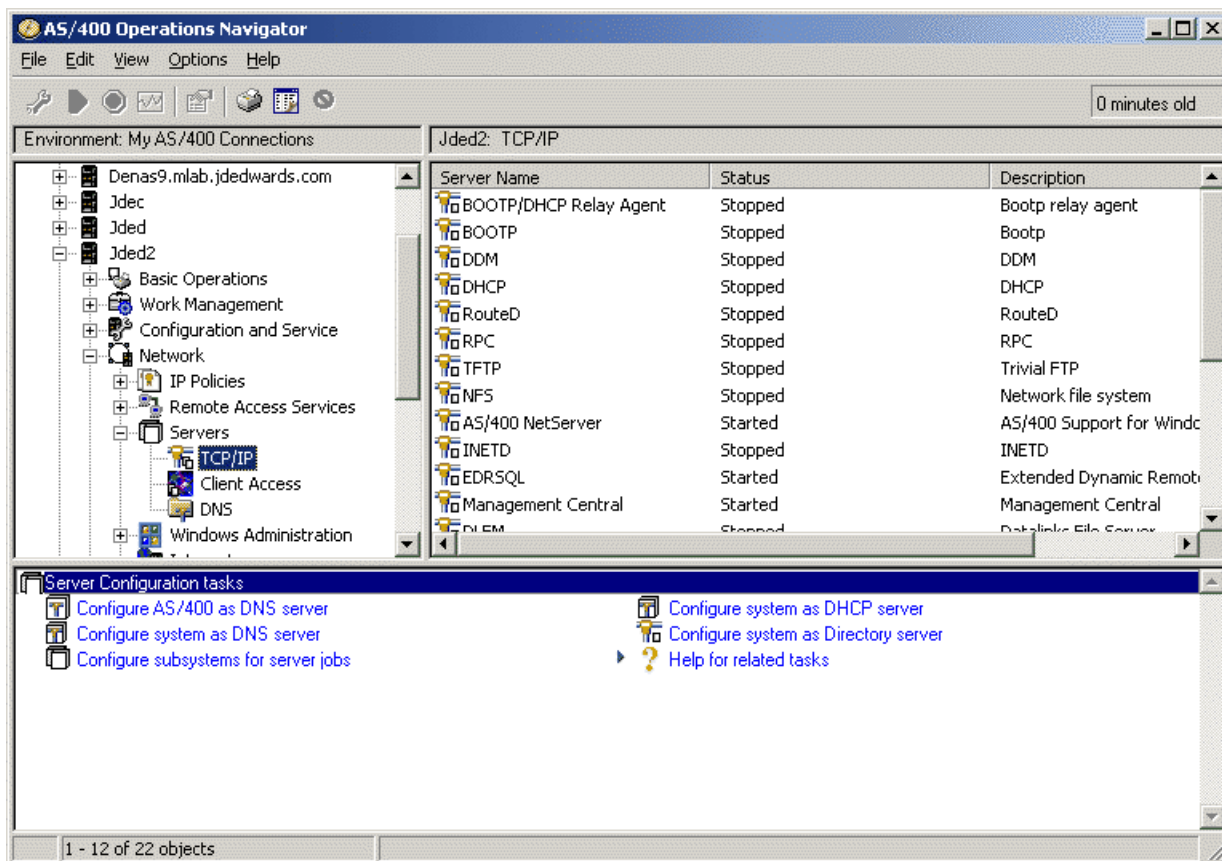 AS/400 Operations Navigator
File Edit View Options Help
0 minutes old
Environment: My AS/400 Connections
Jded2: TCP/IP
Denas9.mlab.jdedwards.com
Jdec
Jded
Jded2
Basic Operations
Work Management
Configuration and Service
Network
IP Policies
Remote Access Services
Servers
TCP/IP
Client Access
DNS
Windows Administration
Server Name Status Description
BOOTP/DHCP Relay Agent Stopped Bootp relay agent
BOOTP Stopped Bootp
DDM Stopped DDM
DHCP Stopped DHCP
RouteD Stopped RouteD
RPC Stopped RPC
TFTP Stopped Trivial FTP
NFS Stopped Network file system
AS/400 NetServer Started AS/400 Support for Windo
INETD Stopped INETD
EDRSQL Started Extended Dynamic Remot
Management Central Started Management Central
DLFM Stopped Datalinks File Server
Server Configuration tasks
Configure AS/400 as DNS server
Configure system as DNS server
Configure subsystems for server jobs
Configure system as DHCP server
Configure system as Directory server
Help for related tasks
1 - 12 of 22 objects